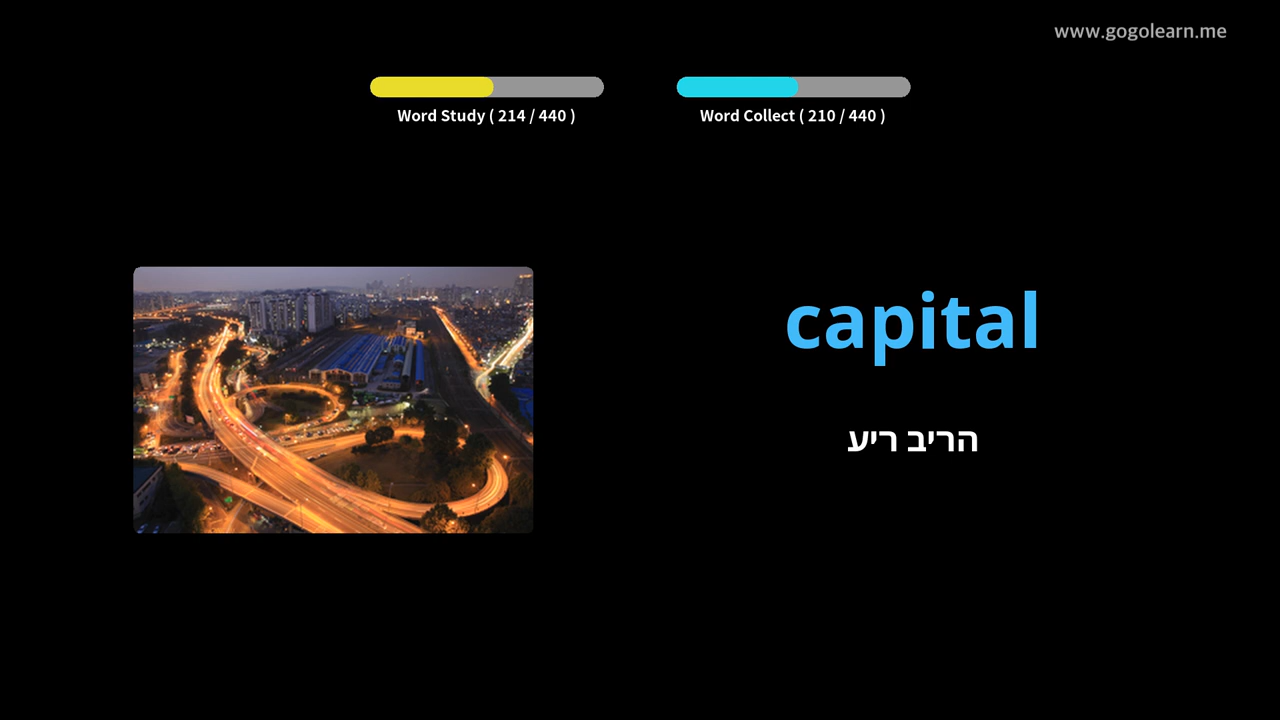 www.gogolearn.me
Word Study ( 214 / 440 )
Word Collect ( 210 / 440 )
capital
הריב ריע